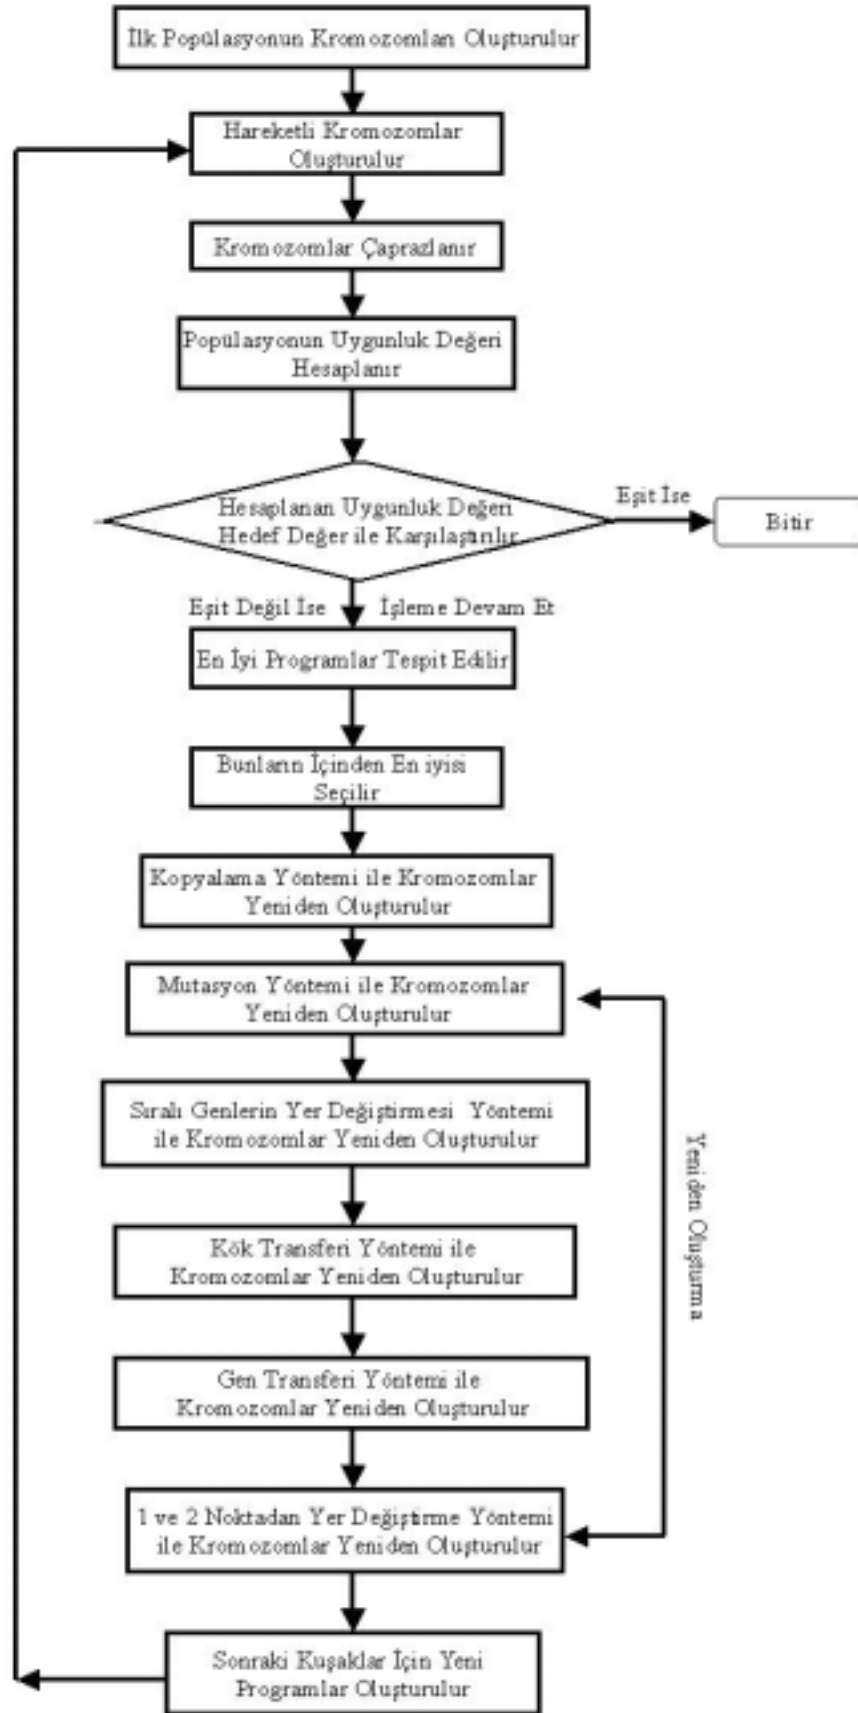 İlk Popülasyonun Kromozomları Oluşturulur
Hareketli Kromozomlar
Oluşturulur
Kromozomlar Çaprazlanır
Popülasyonun Uygunluk Değeri
Hesaplanır
Hesaplanan Uygunluk Değeri
Hedef Değer ile Karşılaştırılır
Eşit İse
Bitir
Eşit Değil İse
İşleme Devam Et
En İyi Programlar Tespit Edilir
Bunların İçinden En iyisi
Seçilir
Kopyalama Yöntemi ile Kromozomlar
Yeniden Oluşturulur
Mutasyon Yöntemi ile Kromozomlar
Yeniden Oluşturulur
Sıralı Genlerin Yer Değiştirmesi Yöntemi
ile Kromozomlar Yeniden Oluşturulur
Yeniden Oluşturma
Kök Transferi Yöntemi ile
Kromozomlar Yeniden Oluşturulur
Gen Transferi Yöntemi ile
Kromozomlar Yeniden Oluşturulur
1 ve 2 Noktadan Yer Değiştirme Yöntemi
ile Kromozomlar Yeniden Oluşturulur
Sonraki Kuşaklar İçin Yeni
Programlar Oluşturulur